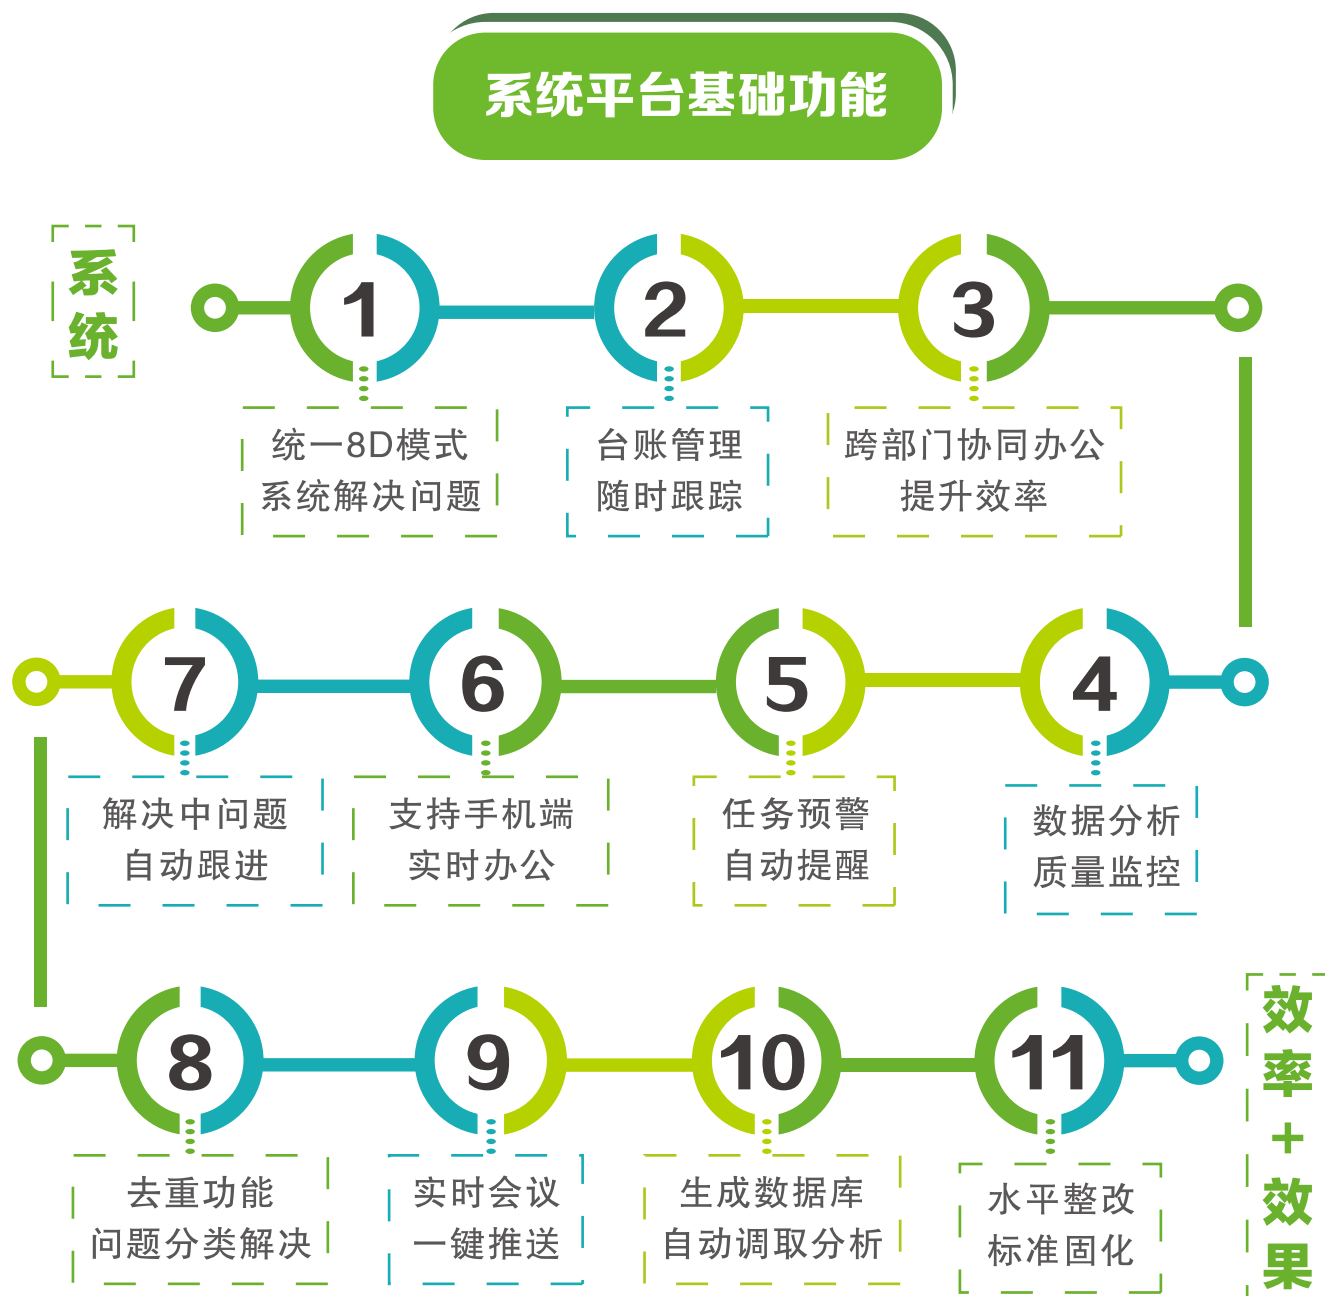 系统平台基础功能
系
统
1
2
3
统一8D模式
系统解决问题
台账管理
随时跟踪
跨部门协同办公
提升效率
7
6
5
4
解决中问题
自动跟进
支持手机端
实时办公
任务预警
自动提醒
数据分析
质量监控
8
9
10
11
去重功能
问题分类解决
实时会议
一键推送
生成数据库
自动调取分析
水平整改
标准固化
效
率
+
效
果